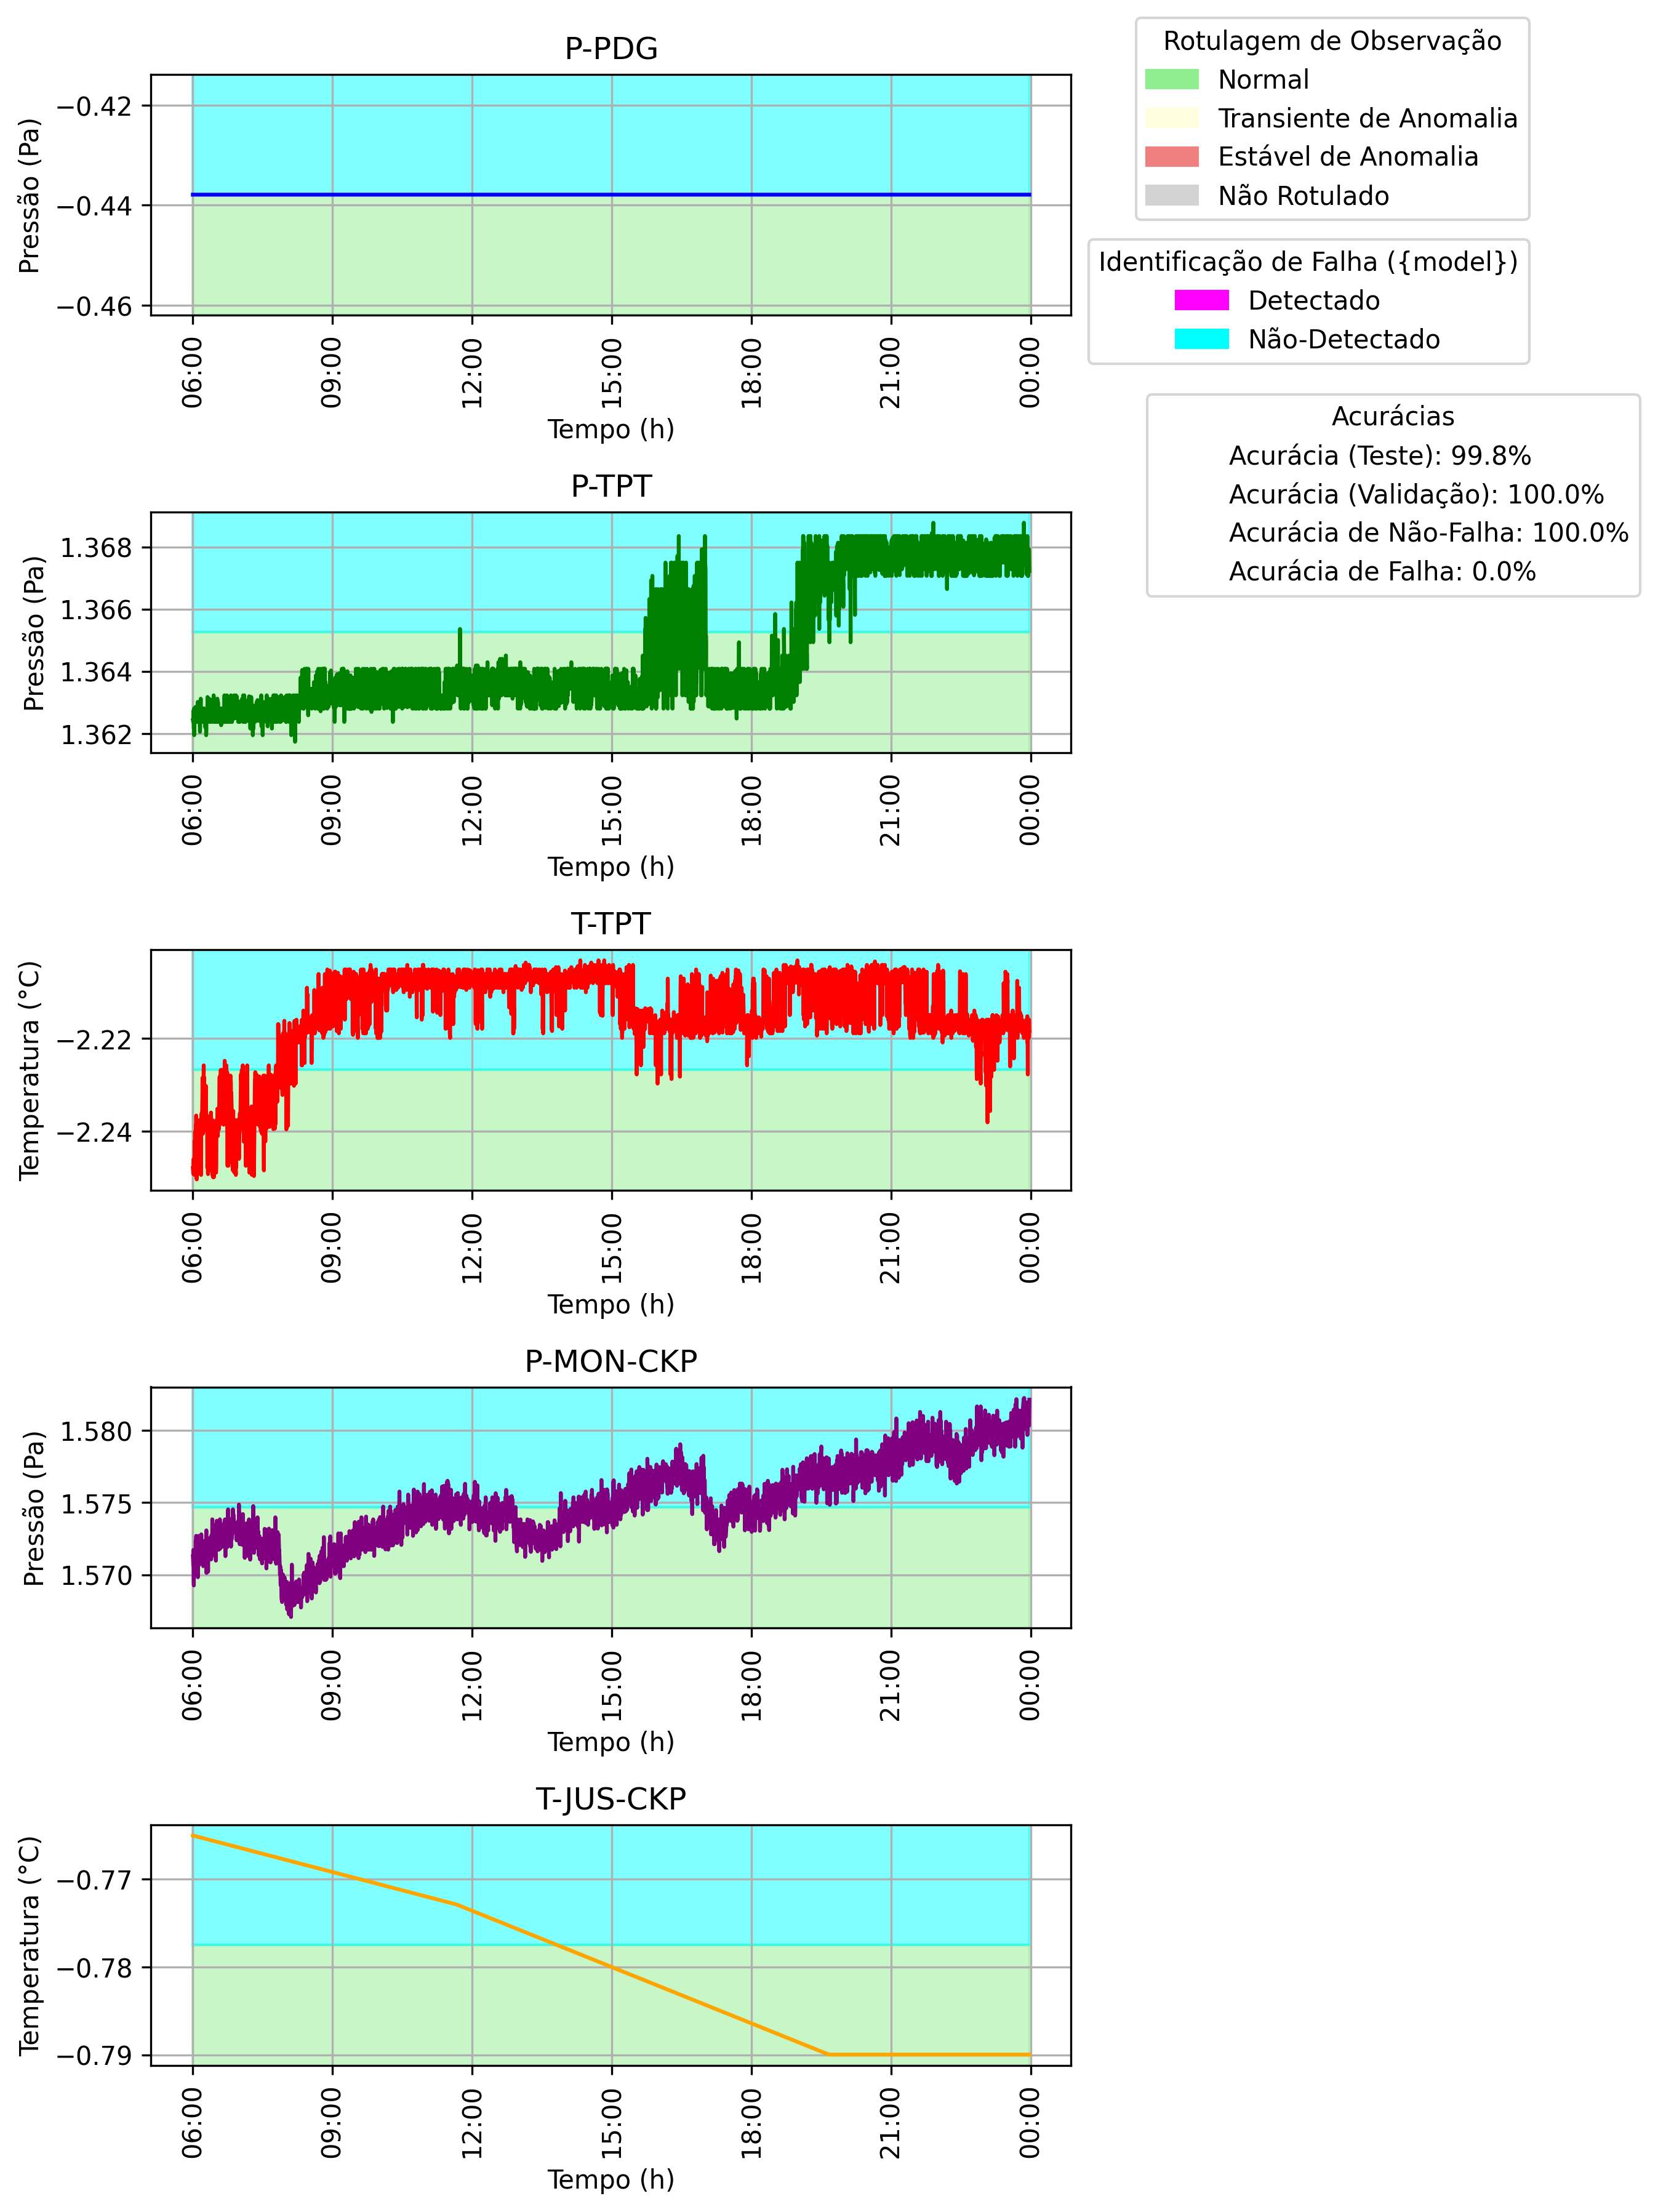 P-PDG
Pressão (Pa)
−0.42
−0.44
−0.46
06:00
09:00
12:00
15:00
18:00
21:00
00:00
Tempo (h)
Rotulagem de Observação
Normal
Transiente de Anomalia
Estável de Anomalia
Não Rotulado
Identificação de Falha ({model})
Detectado
Não-Detectado
Acurácias
Acurácia (Teste): 99.8%
Acurácia (Validação): 100.0%
Acurácia de Não-Falha: 100.0%
Acurácia de Falha: 0.0%
P-TPT
Pressão (Pa)
1.368
1.366
1.364
1.362
06:00
09:00
12:00
15:00
18:00
21:00
00:00
Tempo (h)
T-TPT
Temperatura (°C)
−2.22
−2.24
06:00
09:00
12:00
15:00
18:00
21:00
00:00
Tempo (h)
P-MON-CKP
Pressão (Pa)
1.580
1.575
1.570
06:00
09:00
12:00
15:00
18:00
21:00
00:00
Tempo (h)
T-JUS-CKP
Temperatura (°C)
−0.77
−0.78
−0.79
06:00
09:00
12:00
15:00
18:00
21:00
00:00
Tempo (h)